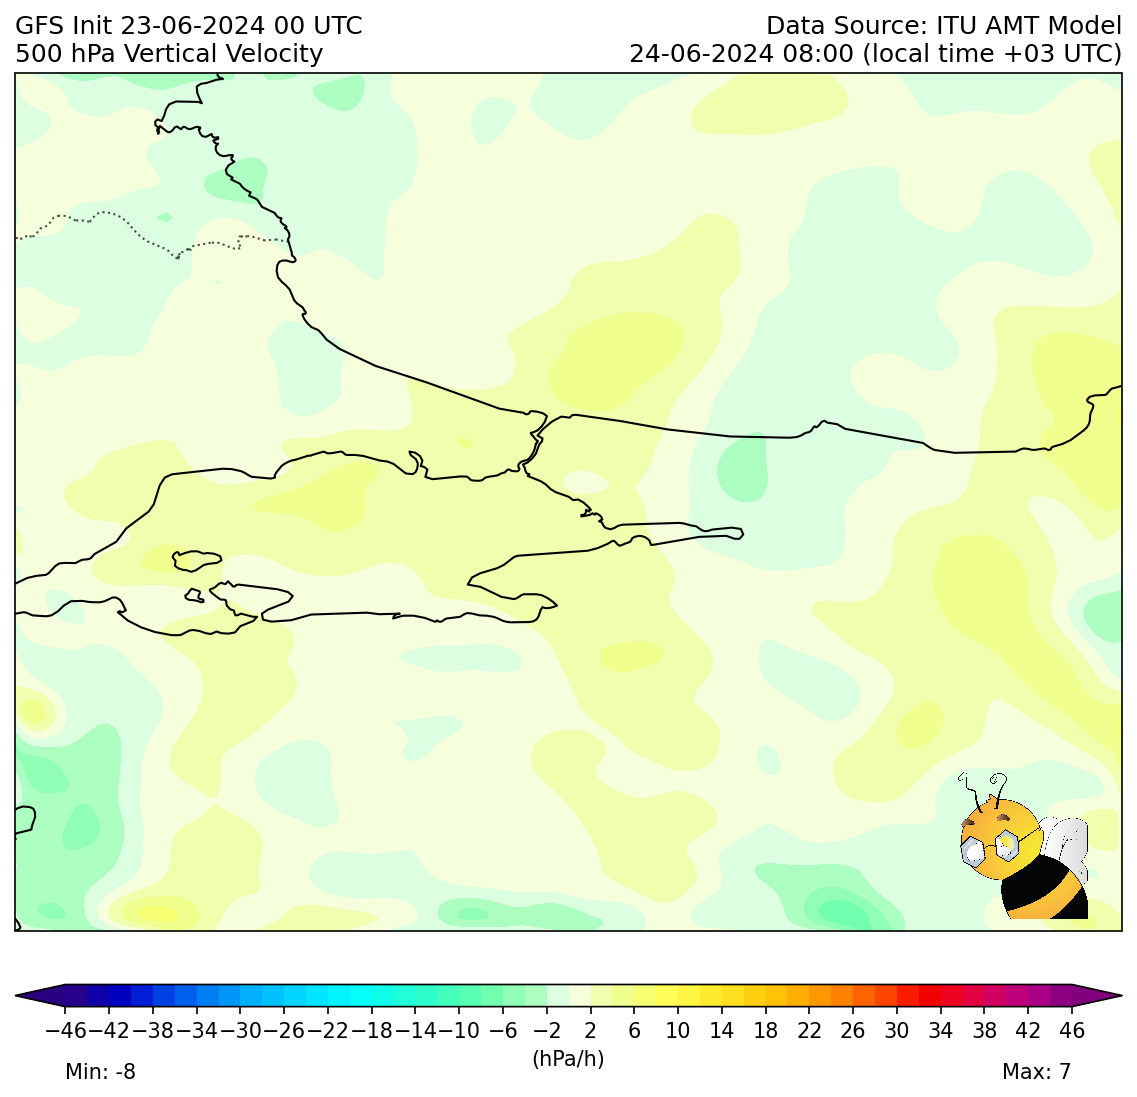 GFS Init 23-06-2024 00 UTC
Data Source: ITU AMT Model
500 hPa Vertical Velocity
24-06-2024 08:00 (local time +03 UTC)
−46 −42 −38 −34 −30 −26 −22 −18 −14 −10 −6 −2 2 6 10 14 18 22 26 30 34 38 42 46
(hPa/h)
Min: -8
Max: 7